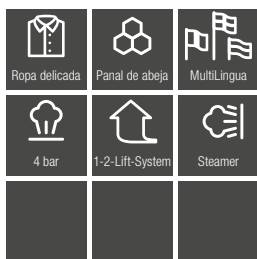 Ropa delicada
Panal de abeja
MultiLingua
4 bar
1-2-Lift-System
Steamer